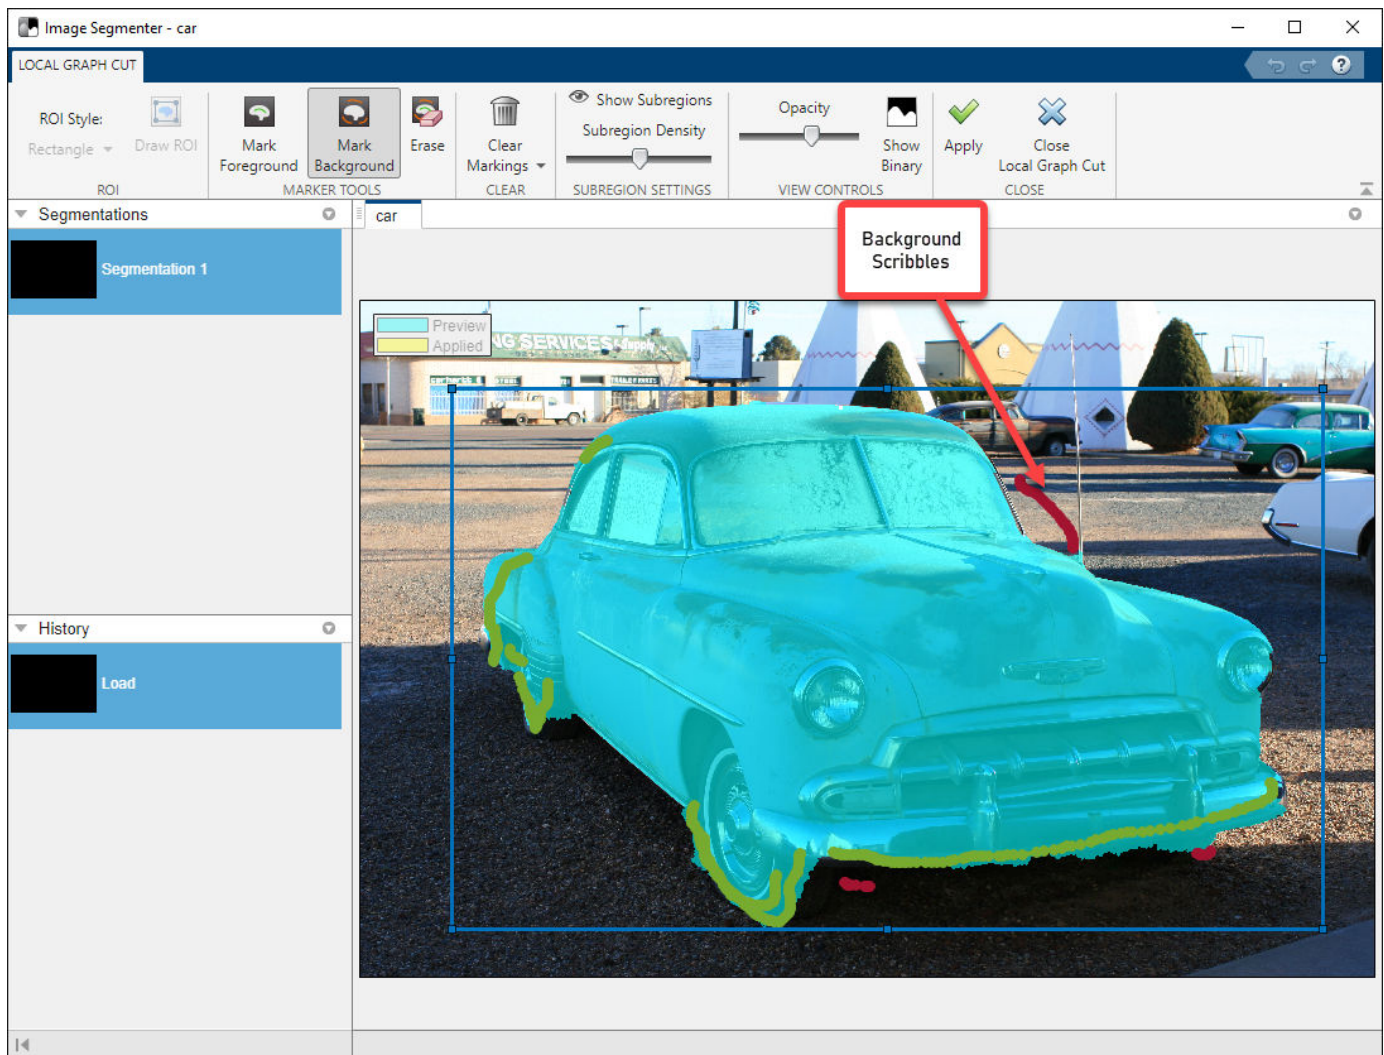 Image Segmenter - car
LOCAL GRAPH CUT
ROI Style:
Rectangle
Draw ROI
Mark
Foreground
Mark
Background
Erase
Clear
Markings
Show Subregions
Subregion Density
Opacity
Show
Binary
Apply
Close
Local Graph Cut
ROI
MARKER TOOLS
CLEAR
SUBREGION SETTINGS
VIEW CONTROLS
CLOSE
Segmentations
car
Segmentation 1
Background
Scribbles
Preview
Applied
NG SERVICES
History
Load